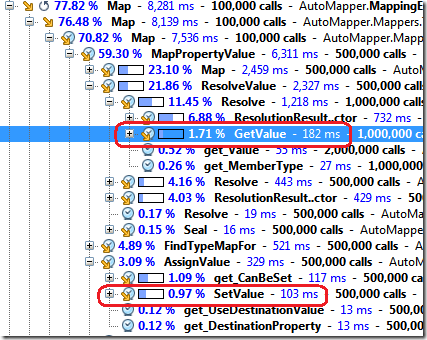 77.82 % Map - 8,281 ms - 100,000 calls - AutoMapper.MappingE
76.48 % Map - 8,139 ms - 100,000 calls - AutoMapper.Mappers.
70.82 % Map - 7,536 ms - 100,000 calls - AutoMapper.Mappers.T
59.30 % MapPropertyValue - 6,311 ms - 500,000 calls
23.10 % Map - 2,459 ms - 500,000 calls - AutoMa
21.86 % ResolveValue - 2,327 ms - 500,000 calls
11.45 % Resolve - 1,218 ms - 1,000,000 calls
6.88 % ResolutionResult..ctor - 732 ms -
1.71 % GetValue - 182 ms - 1,000,000
0.52 % get_Value - 55 ms - 2,000,000 calls
0.26 % get_MemberType - 27 ms - 1,000
4.16 % Resolve - 443 ms - 500,000 calls - Au
4.03 % ResolutionResult..ctor - 429 ms - 500
0.17 % Resolve - 19 ms - 500,000 calls - Auto
0.15 % Seal - 16 ms - 500,000 calls - AutoMa
4.89 % FindTypeMapFor - 521 ms - 500,000 calls
3.09 % AssignValue - 329 ms - 500,000 calls - Auto
1.09 % get_CanBeSet - 117 ms - 500,000 calls
0.97 % SetValue - 103 ms 500,000 calls -
0.12 % get_UseDestinationValue - 13 ms - 500
0.12 % get_DestinationProperty - 13 ms - 500,